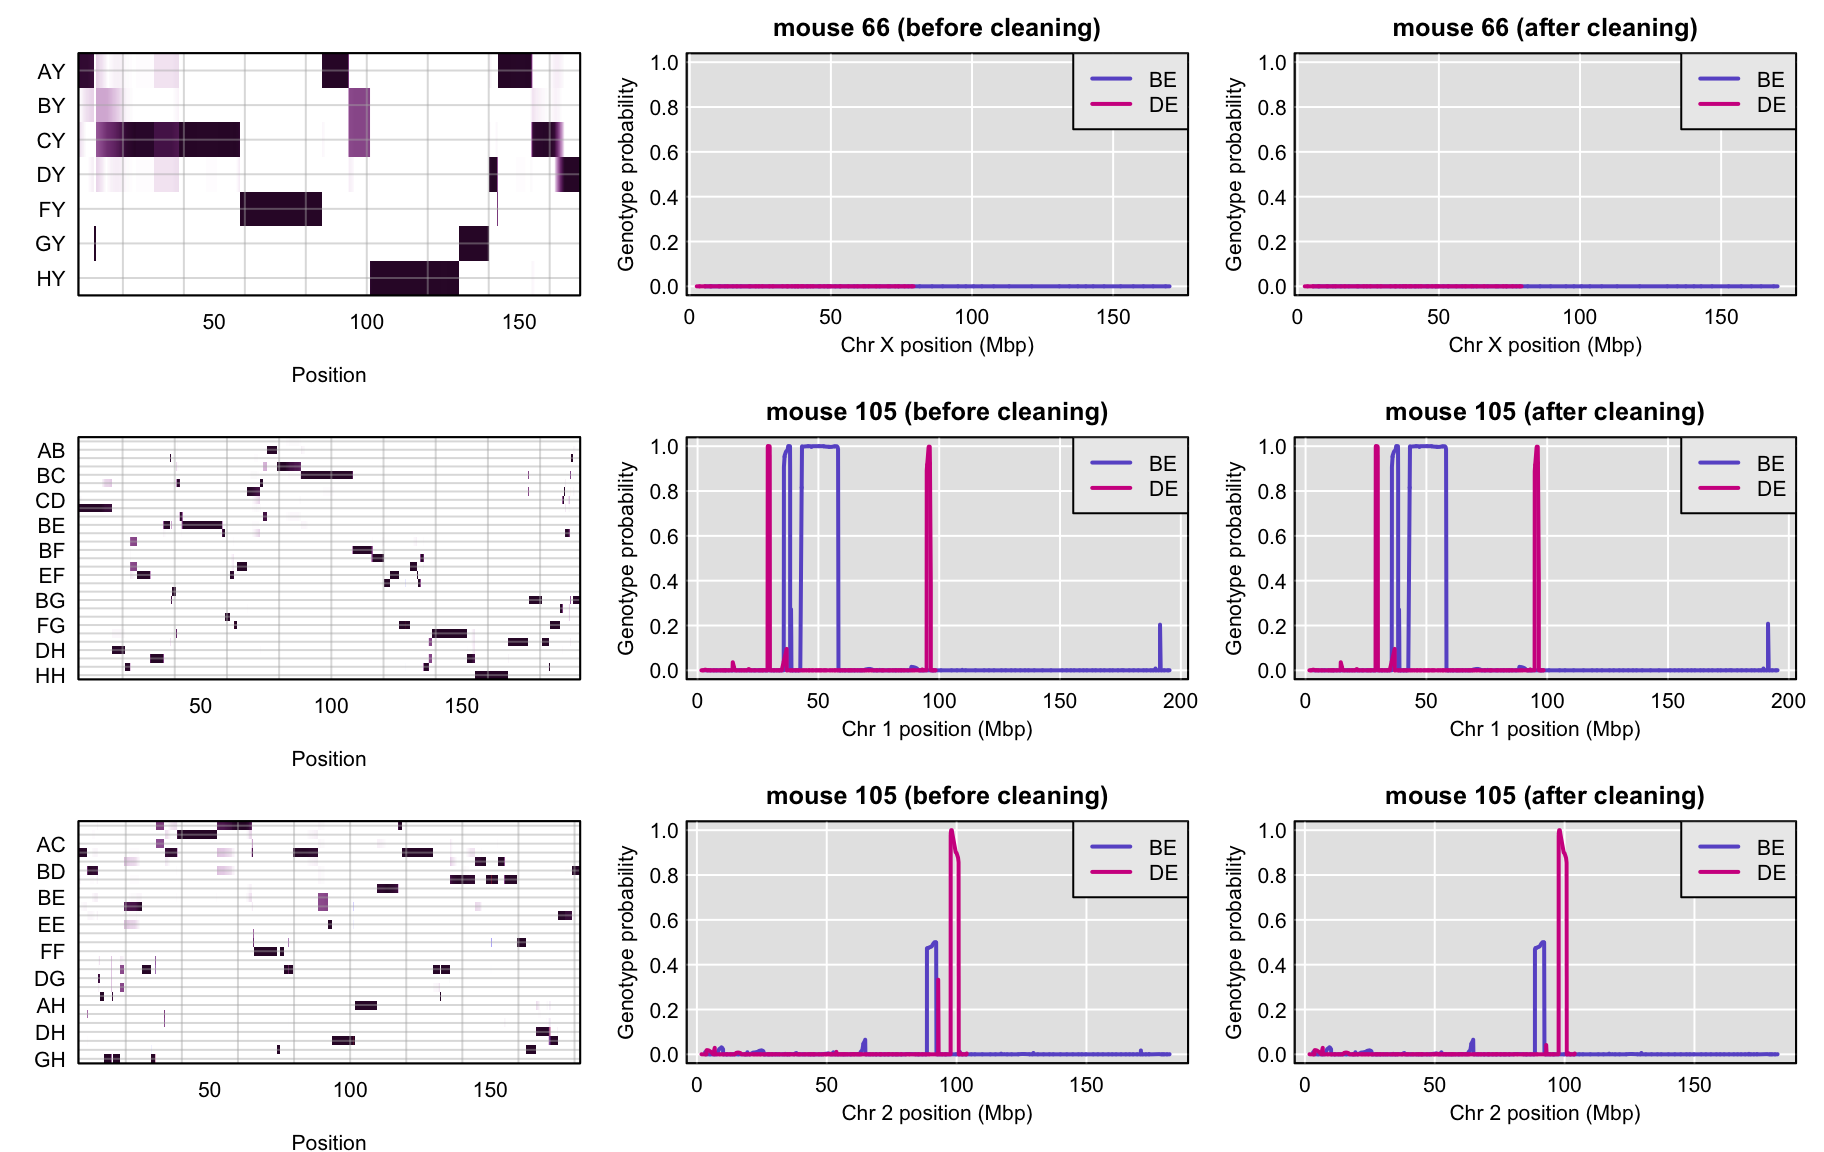 AY
BY
CY
DY
FY
GY
HY
50 100 150
Position
mouse 66 (before cleaning)
Genotype probability
1.0
0.8
0.6
0.4
0.2
0.0
BE
DE
0 50 100 150
Chr X position (Mbp)
mouse 66 (after cleaning)
Genotype probability
1.0
0.8
0.6
0.4
0.2
0.0
BE
DE
0 50 100 150
Chr X position (Mbp)
AB
BC
CD
BE
BF
EF
BG
FG
DH
HH
50 100 150
Position
mouse 105 (before cleaning)
Genotype probability
1.0
0.8
0.6
0.4
0.2
0.0
BE
DE
0 50 100 150 200
Chr 1 position (Mbp)
mouse 105 (after cleaning)
Genotype probability
1.0
0.8
0.6
0.4
0.2
0.0
BE
DE
0 50 100 150 200
Chr 1 position (Mbp)
AC
BD
BE
EE
FF
DG
AH
DH
GH
50 100 150
Position
mouse 105 (before cleaning)
Genotype probability
1.0
0.8
0.6
0.4
0.2
0.0
BE
DE
0 50 100 150
Chr 2 position (Mbp)
mouse 105 (after cleaning)
Genotype probability
1.0
0.8
0.6
0.4
0.2
0.0
BE
DE
0 50 100 150
Chr 2 position (Mbp)